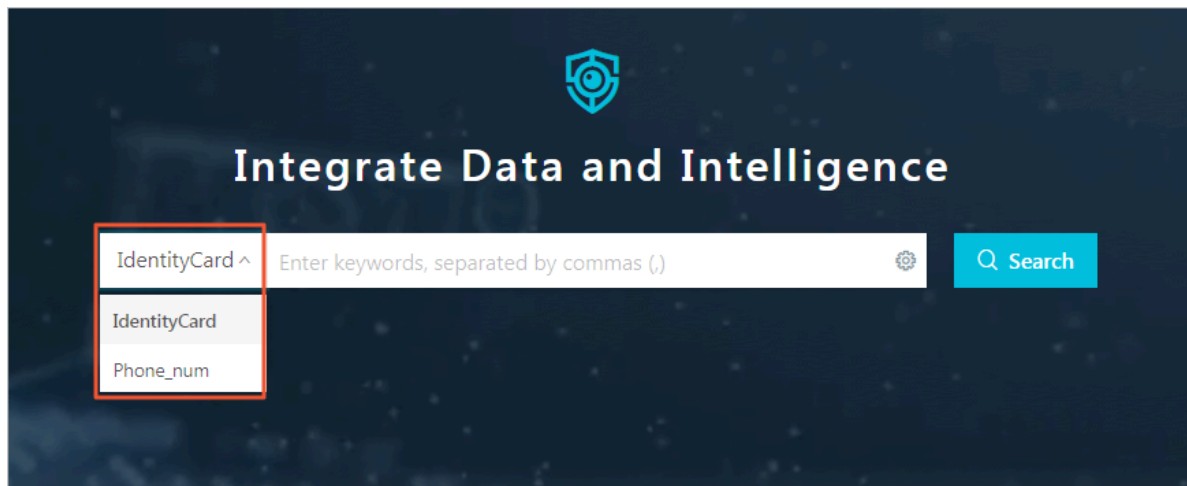 Integrate Data and Intelligence
IdentityCard Enter keywords, separated by commas (,) Search
IdentityCard
Phone_num